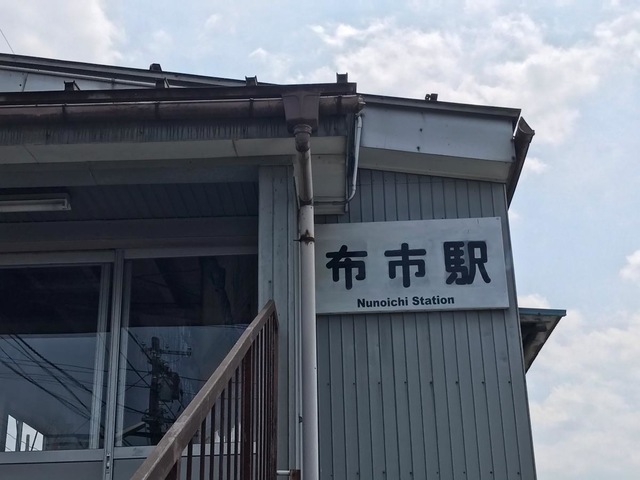 布市駅
Nunoichi Station